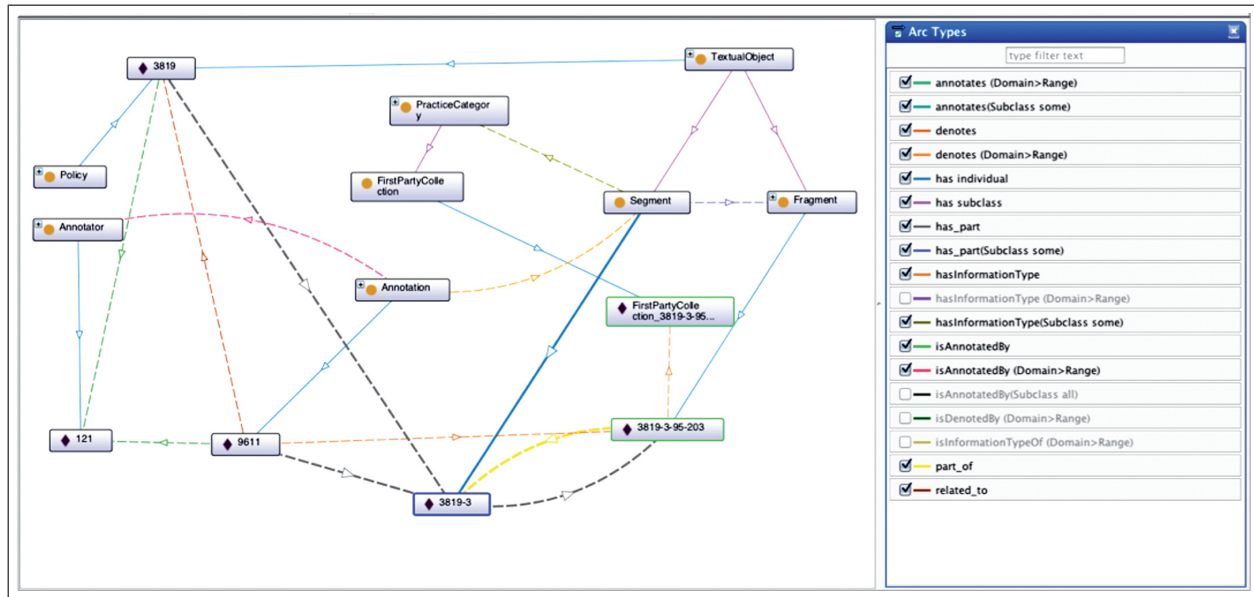 3819
TextualObject
PracticeCategor
y
Policy
FirstPartyColle
ction
Segment
Fragment
Annotator
Annotation
FirstPartyColle
ction_3819-3-95...
121
9611
3819-3-95-203
3819-3
Arc Types
type filter text
annotates (Domain>Range)
annotates(Subclass some)
denotes
denotes (Domain>Range)
has individual
has subclass
has_part
has_part(Subclass some)
hasInformationType
hasInformationType (Domain>Range)
hasInformationType(Subclass some)
isAnnotatedBy
isAnnotatedBy (Domain>Range)
isAnnotatedBy(Subclass all)
isDenotedBy (Domain>Range)
isInformationTypeOf (Domain>Range)
part_of
related_to